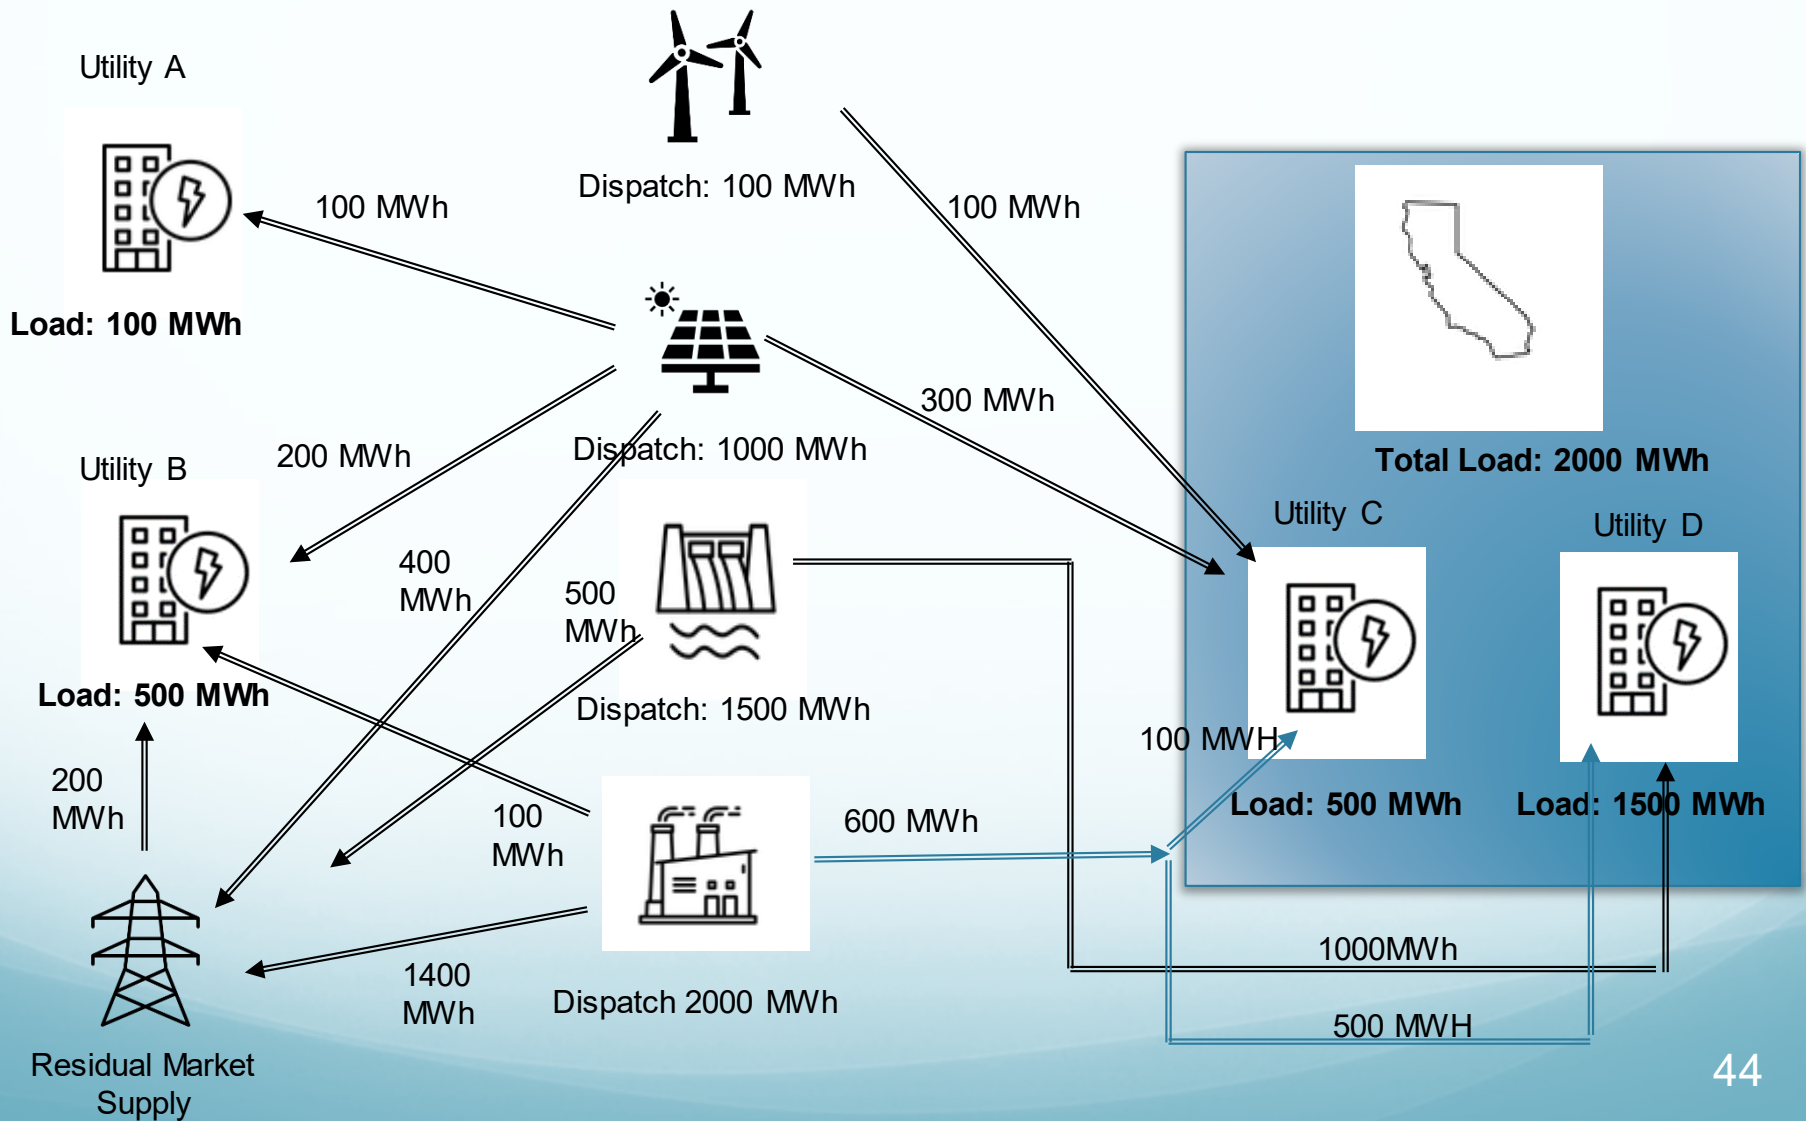 Utility A
Load: 100 MWh
100 MWh
Dispatch: 100 MWh
100 MWh
Dispatch: 1000 MWh
300 MWh
Total Load: 2000 MWh
Utility B
200 MWh
Load: 500 MWh
400
MWh
500
MWh
Dispatch: 1500 MWh
Utility C
Utility D
100 MWH
Load: 500 MWh
Load: 1500 MWh
200
MWh
100
MWh
600 MWh
1400
MWh
Dispatch 2000 MWh
1000MWh
500 MWH
Residual Market
Supply
44